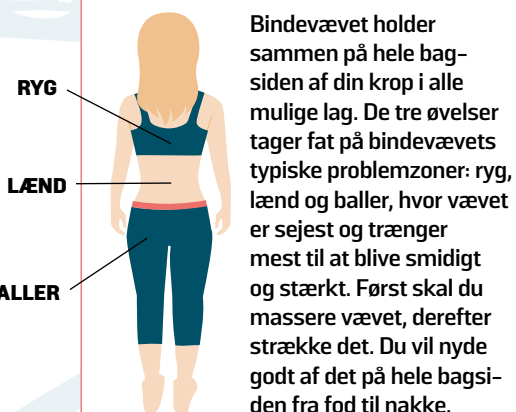 RYG
LÆND
ALLER
Bindevævet holder
sammen på hele bag-
siden af din krop i alle
mulige lag. De tre øvelser
tager fat på bindevævets
typiske problemzoner: ryg,
lænd og baller, hvor vævet
er sejest og trænger
mest til at blive smidigt
og stærkt. Først skal du
massere vævet, derefter
strække det. Du vil nyde
godt af det på hele bagsi-
den fra fod til nakke.